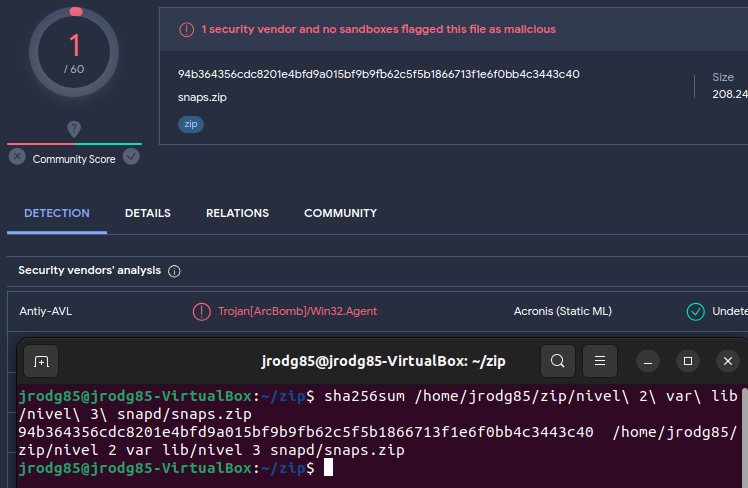 1 security vendor and no sandboxes flagged this file as malicious
1
/ 60
94b364356cdc8201e4bfd9a015bf9b9fb62c5f5b1866713f1e6f0bb4c3443c40
Size
snaps.zip
208.24
zip
?
Community Score
DETECTION DETAILS RELATIONS COMMUNITY
Security vendors' analysis
Antiy-AVL Trojan[ArcBomb]/Win32.Agent Acronis (Static ML) Undete
jrodg85@jrodg85-VirtualBox: ~/zip
jrodg85@jrodg85-VirtualBox:~/zip$ sha256sum /home/jrodg85/zip/nivel\ 2\ var\ lib
/nivel\ 3\ snapd/snaps.zip
94b364356cdc8201e4bfd9a015bf9b9fb62c5f5b1866713f1e6f0bb4c3443c40  /home/jrodg85/
zip/nivel 2 var lib/nivel 3 snapd/snaps.zip
jrodg85@jrodg85-VirtualBox:~/zip$